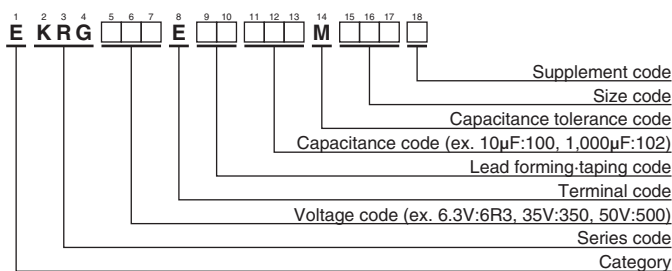 1 2 3 4 5 6 7 8 9 10 11 12 13 14 15 16 17 18
E K R G E M
Supplement code
Size code
Capacitance tolerance code
Capacitance code (ex. 10µF:100, 1,000µF:102)
Lead forming·taping code
Terminal code
Voltage code (ex. 6.3V:6R3, 35V:350, 50V:500)
Series code
Category